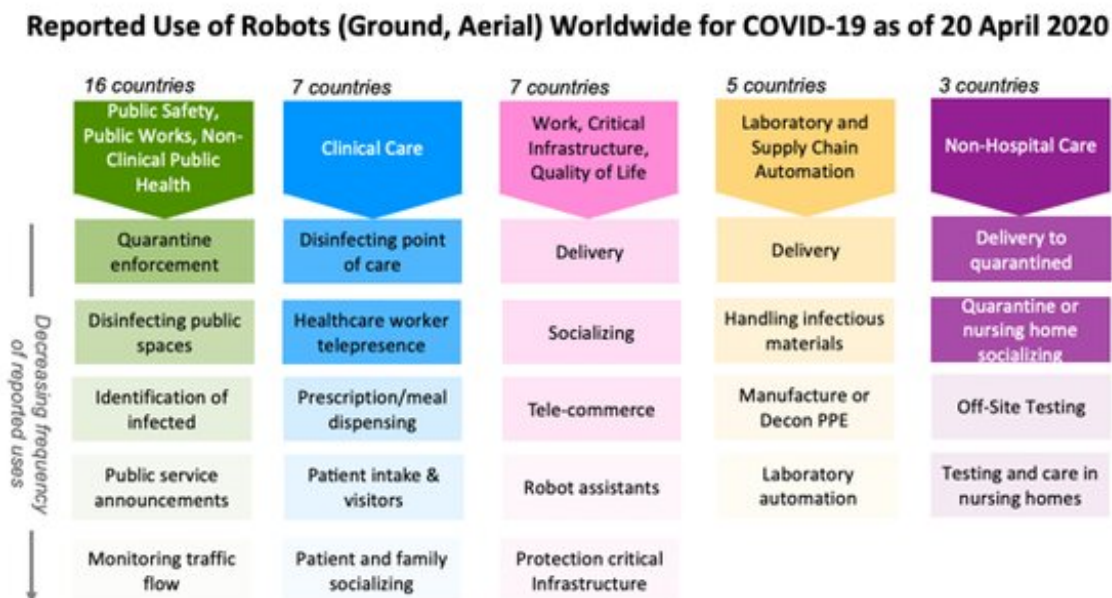 Reported Use of Robots (Ground, Aerial) Worldwide for COVID-19 as of 20 April 2020
16 countries
Public Safety,
Public Works, Non-
Clinical Public
Health
Quarantine
enforcement
Disinfecting public
spaces
Identification of
infected
Public service
announcements
Monitoring traffic
flow
7 countries
Clinical Care
Disinfecting point
of care
Healthcare worker
telepresence
Prescription/meal
dispensing
Patient intake &
visitors
Patient and family
socializing
7 countries
Work, Critical
Infrastructure,
Quality of Life
Delivery
Socializing
Tele-commerce
Robot assistants
Protection critical
Infrastructure
5 countries
Laboratory and
Supply Chain
Automation
Delivery
Handling infectious
materials
Manufacture or
Decon PPE
Laboratory
automation
3 countries
Non-Hospital Care
Delivery to
quarantined
Quarantine or
nursing home
socializing
Off-Site Testing
Testing and care in
nursing homes
Decreasing frequency
of reported uses